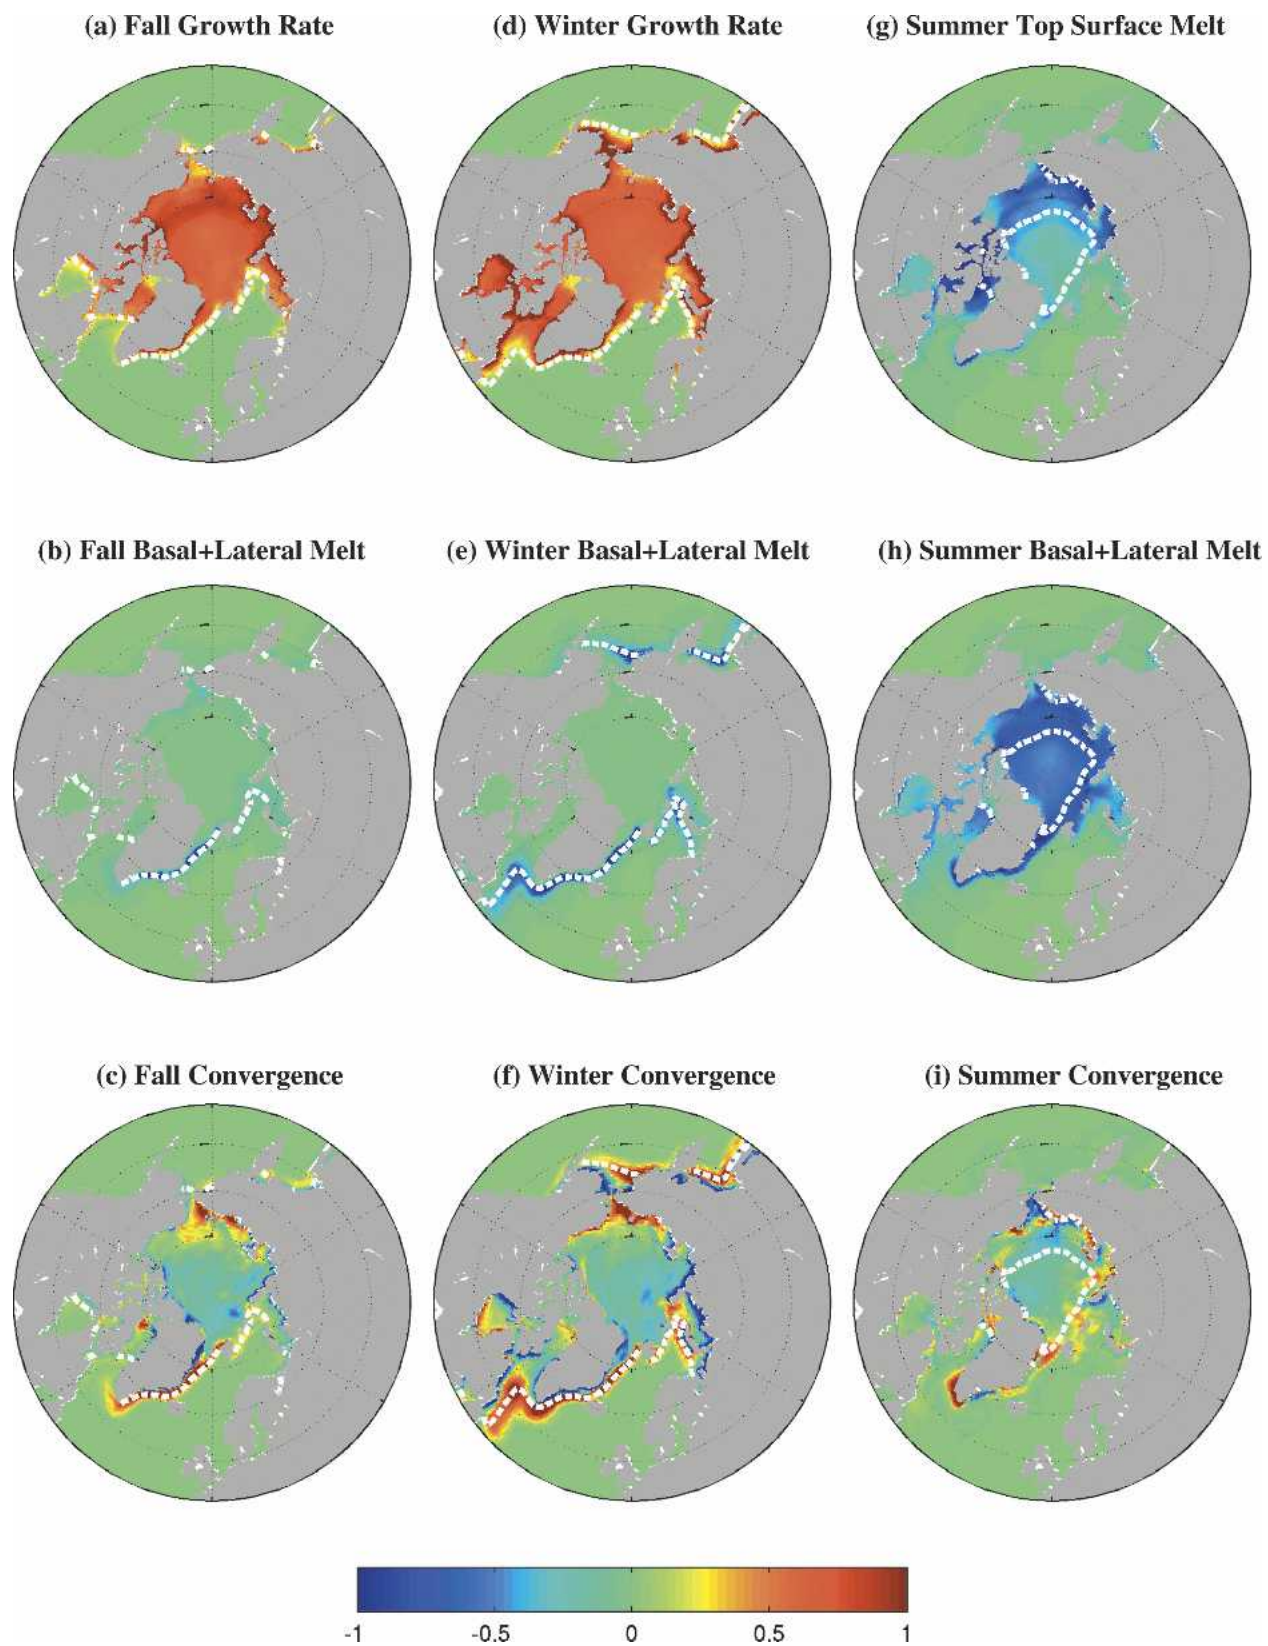 (a) Fall Growth Rate
(d) Winter Growth Rate
(g) Summer Top Surface Melt
(b) Fall Basal+Lateral Melt
(e) Winter Basal+Lateral Melt
(h) Summer Basal+Lateral Melt
(c) Fall Convergence
(f) Winter Convergence
(i) Summer Convergence
-1 -0.5 0 0.5 1